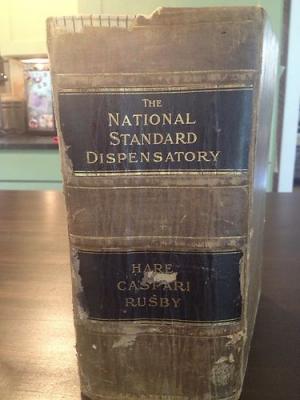 THE
NATIONAL
STANDARD
DISPENSATORY
HARE
CASPARI
RUSBY